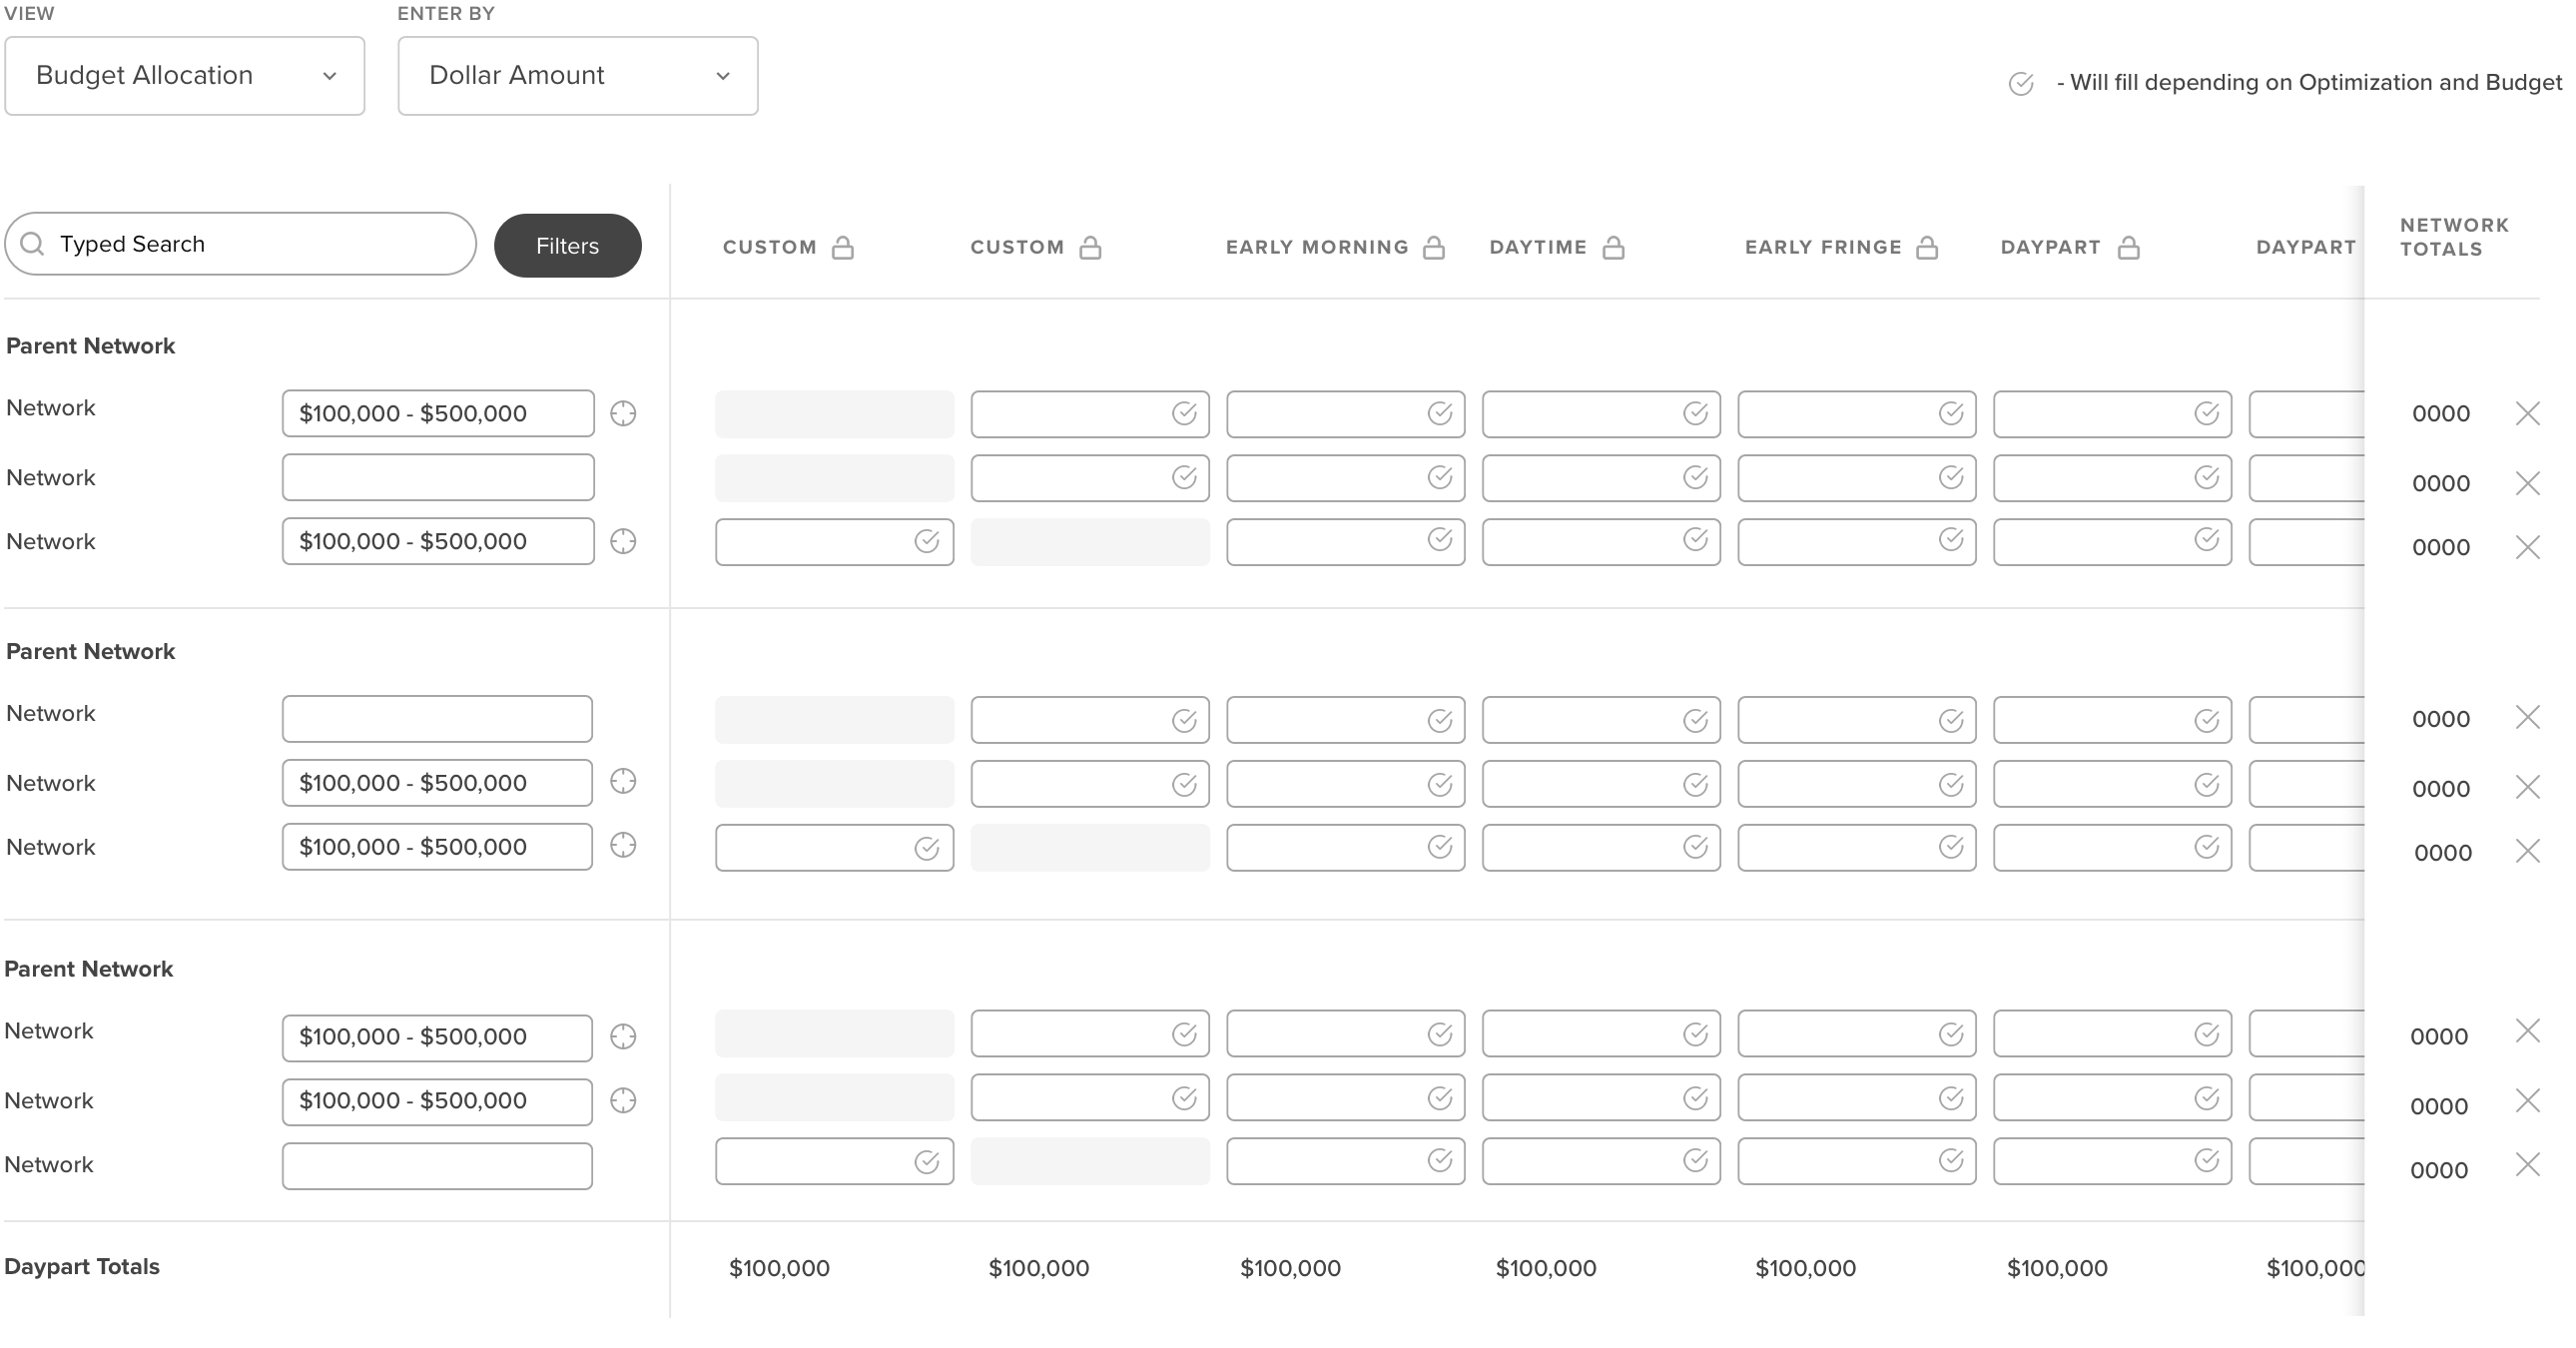 VIEW
ENTER BY
Budget Allocation
Dollar Amount
- Will fill depending on Optimization and Budget
Typed Search
Filters
CUSTOM
CUSTOM
EARLY MORNING
DAYTIME
EARLY FRINGE
DAYPART
DAYPART
NETWORK
TOTALS
Parent Network
Network $100,000 - $500,000 0000
Network 0000
Network $100,000 - $500,000 0000
Parent Network
Network 0000
Network $100,000 - $500,000 0000
Network $100,000 - $500,000 0000
Parent Network
Network $100,000 - $500,000 0000
Network $100,000 - $500,000 0000
Network 0000
Daypart Totals $100,000 $100,000 $100,000 $100,000 $100,000 $100,000 $100,000